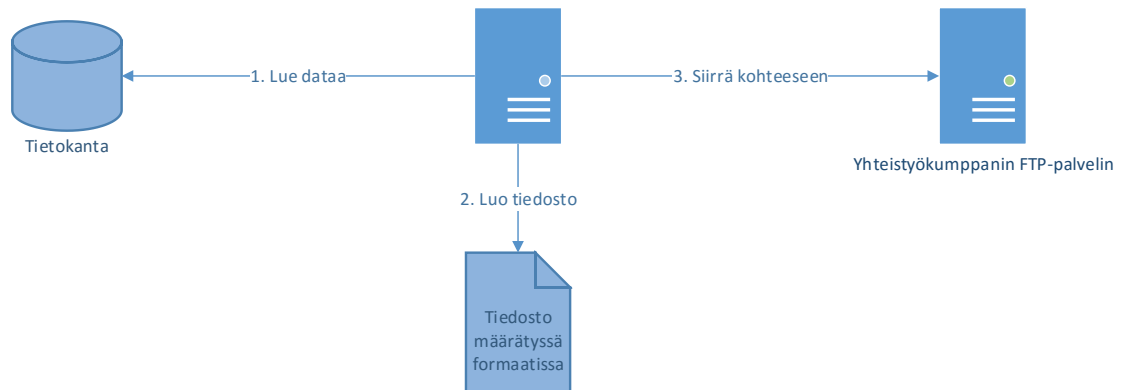 1. Lue dataa
3. Siirrä kohteeseen
Tietokanta
Yhteistyökumppanin FTP-palvelin
2. Luo tiedosto
Tiedosto
määrätyssä
formaatissa